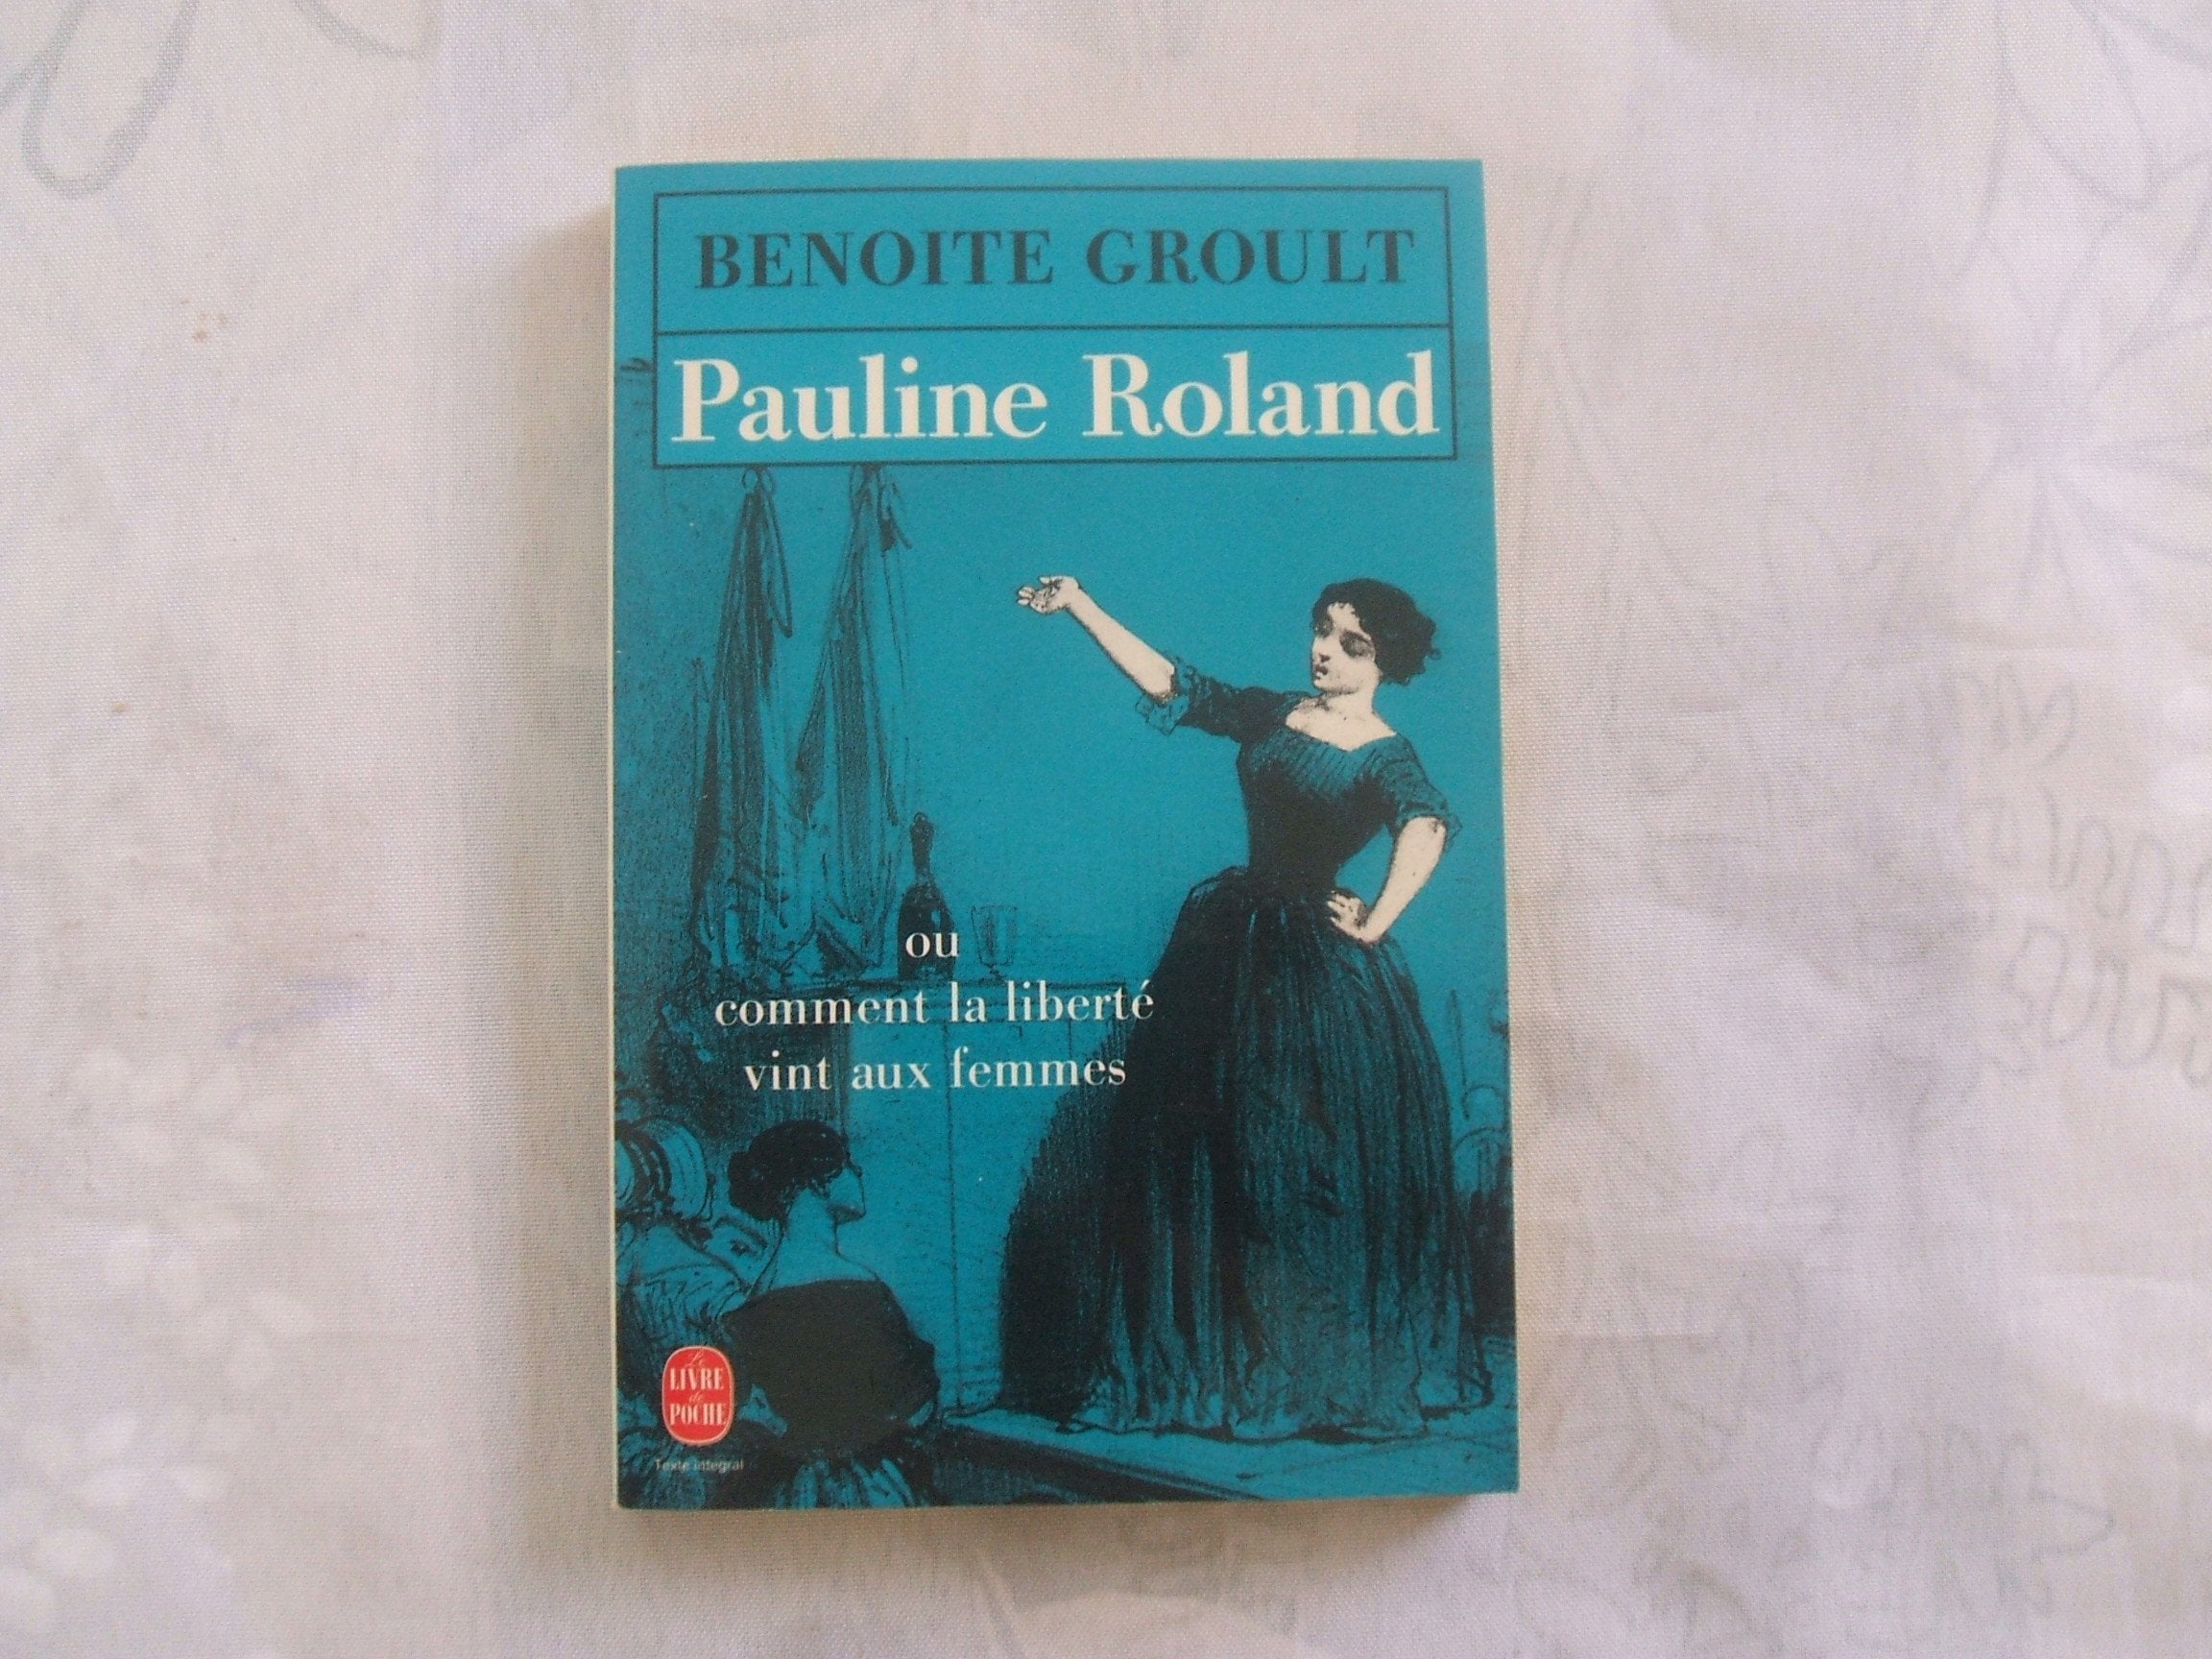 BENOITE GROULT
Pauline Roland
ou
comment la liberté
vint aux femmes
Le
LIVRE
de
POCHE
Texte intégral